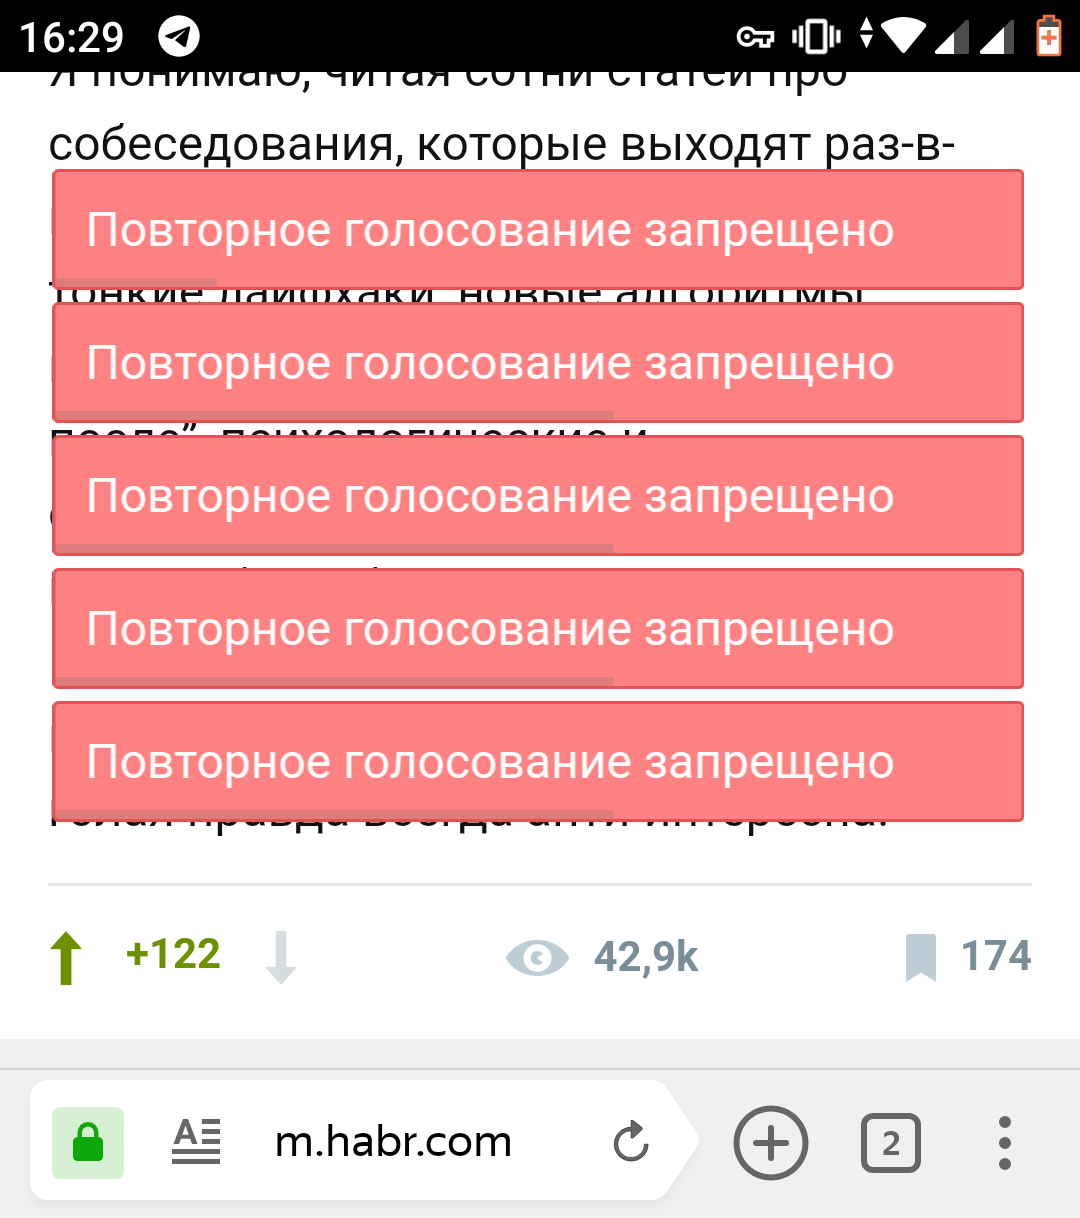 16:29
Я понимаю, читая сотни статей про
собеседования, которые выходят раз-в-
Повторное голосование запрещено
тонкие лайфхаки, новые алгоритмы
Повторное голосование запрещено
после”, психологические и
Повторное голосование запрещено
Повторное голосование запрещено
Повторное голосование запрещено
голая правда всегда анти-интересна.
+122 42,9k 174
m.habr.com 2